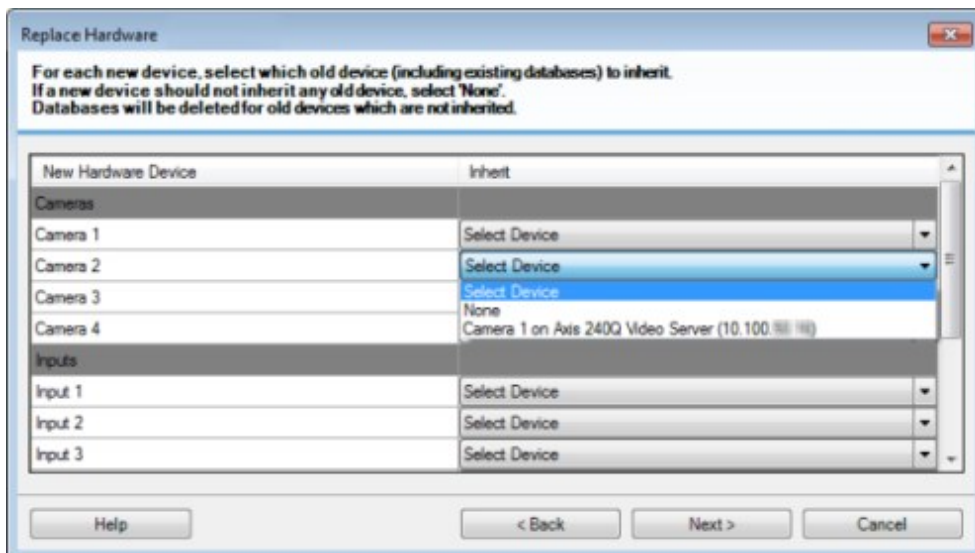 Replace Hardware
For each new device, select which old device (including existing databases) to inherit.
If a new device should not inherit any old device, select 'None'.
Databases will be deleted for old devices which are not inherited.
New Hardware Device Inherit
Cameras
Camera 1 Select Device
Camera 2 Select Device
Camera 3 Select Device
None
Camera 4 Camera 1 on Axis 240Q Video Server (10.100.
Inputs
Input 1 Select Device
Input 2 Select Device
Input 3 Select Device
Help < Back Next > Cancel